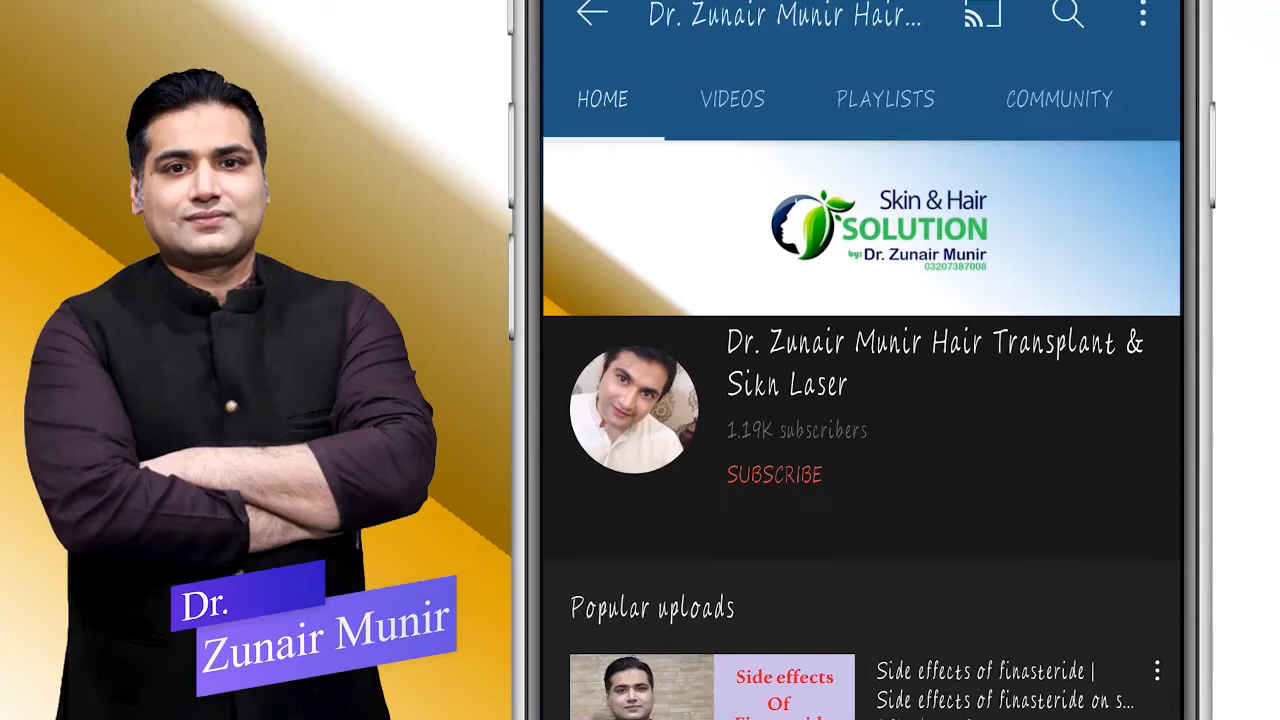 Dr. Zunair Munir Hair...
HOME VIDEOS PLAYLISTS COMMUNITY
Skin & Hair
SOLUTION
by: Dr. Zunair Munir
03207387008
Dr. Zunair Munir Hair Transplant &
Sikn Laser
1.19K subscribers
SUBSCRIBE
Dr.
Zunair Munir
Popular uploads
Side effects
Of
Side effects of finasteride |
Side effects of finasteride on s...